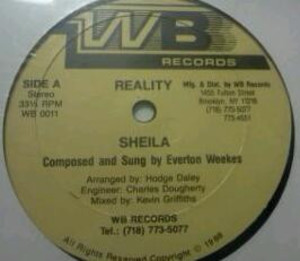 WB
RECORDS
SIDE A
Stereo
33⅓ RPM
WB 0011
REALITY
Mfg. & Dist. by WB Records
1455 Fulton Street
Brooklyn, NY 11216
(718) 773-5077
SHEILA
Composed and Sung by Everton Weekes
Arranged by: Hodge Daley
Engineer: Charles Dougherty
Mixed by: Kevin Griffiths
WB RECORDS
Tel.: (718) 773-5077
All Rights Reserved Copyright ©